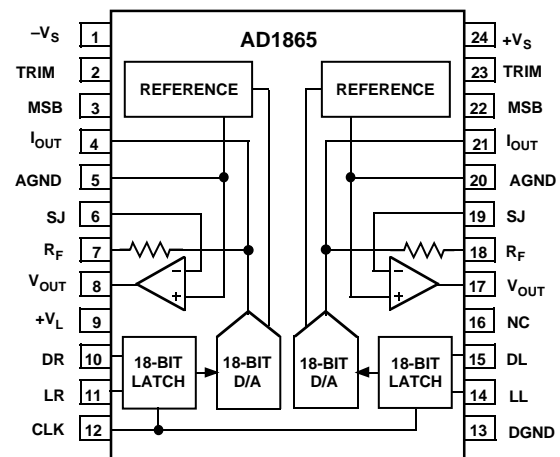 AD1865
–VS 1
TRIM 2
MSB 3
IOUT 4
AGND 5
SJ 6
RF 7
VOUT 8
+VL 9
DR 10
LR 11
CLK 12
REFERENCE
REFERENCE
–
+
–
+
18-BIT
LATCH
18-BIT
D/A
18-BIT
D/A
18-BIT
LATCH
24 +VS
23 TRIM
22 MSB
21 IOUT
20 AGND
19 SJ
18 RF
17 VOUT
16 NC
15 DL
14 LL
13 DGND